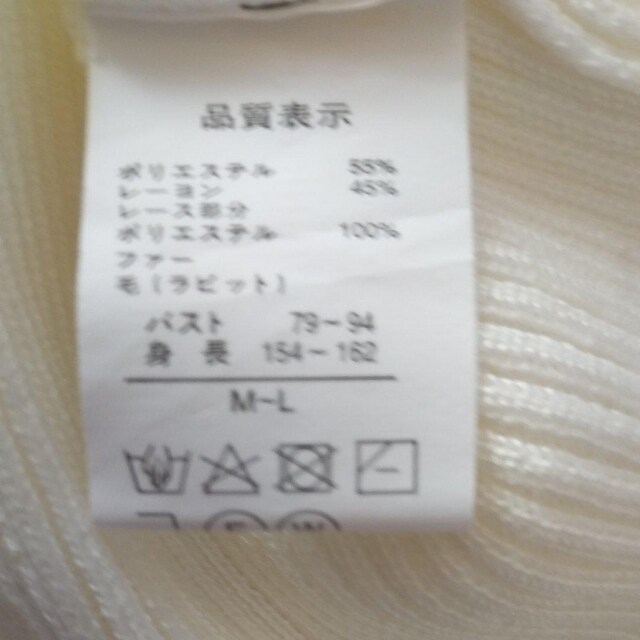 品質表示
ポリエステル 55%
レーヨン 45%
レース部分
ポリエステル 100%
ファー
毛(ラビット)
バスト 79~94
身長 154~162
M-L